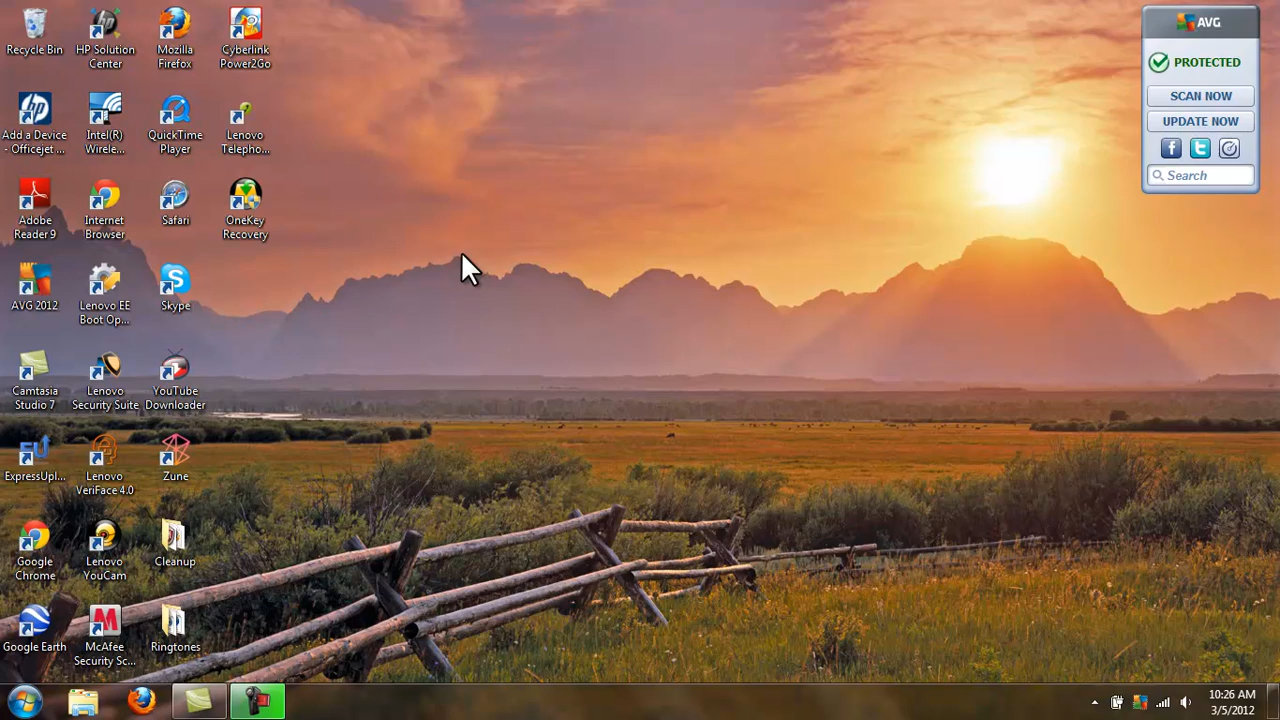 Recycle Bin
HP Solution
Center
Mozilla
Firefox
Cyberlink
Power2Go
Add a Device
- Officejet ...
Intel(R)
Wirele...
QuickTime
Player
Lenovo
Telepho...
Adobe
Reader 9
Internet
Browser
Safari
OneKey
Recovery
AVG 2012
Lenovo EE
Boot Op...
Skype
Camtasia
Studio 7
Lenovo
Security Suite
YouTube
Downloader
ExpressUpl...
Lenovo
VeriFace 4.0
Zune
Google
Chrome
Lenovo
YouCam
Cleanup
Google Earth
McAfee
Security Sc...
Ringtones
AVG
PROTECTED
SCAN NOW
UPDATE NOW
Search
10:26 AM
3/5/2012